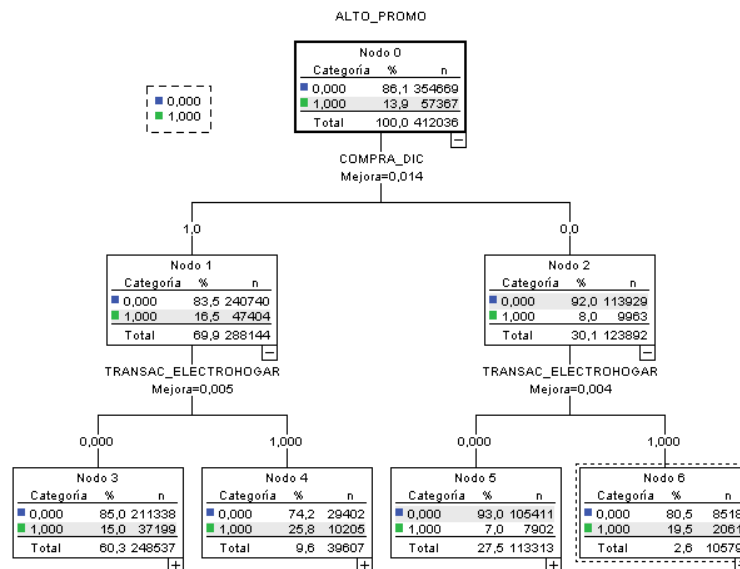 ALTO_PROMO
Nodo 0
Categoría % n
0,000 86,1 354669
1,000 13,9 57367
Total 100,0 412036
0,000
1,000
COMPRA_DIC
Mejora=0,014
1,0
0,0
Nodo 1
Categoría % n
0,000 83,5 240740
1,000 16,5 47404
Total 69,9 288144
Nodo 2
Categoría % n
0,000 92,0 113929
1,000 8,0 9963
Total 30,1 123892
TRANSAC_ELECTROHOGAR
Mejora=0,005
TRANSAC_ELECTROHOGAR
Mejora=0,004
0,000
1,000
0,000
1,000
Nodo 3
Categoría % n
0,000 85,0 211338
1,000 15,0 37199
Total 60,3 248537
Nodo 4
Categoría % n
0,000 74,2 29402
1,000 25,8 10205
Total 9,6 39607
Nodo 5
Categoría % n
0,000 93,0 105411
1,000 7,0 7902
Total 27,5 113313
Nodo 6
Categoría % n
0,000 80,5 8518
1,000 19,5 2061
Total 2,6 10579